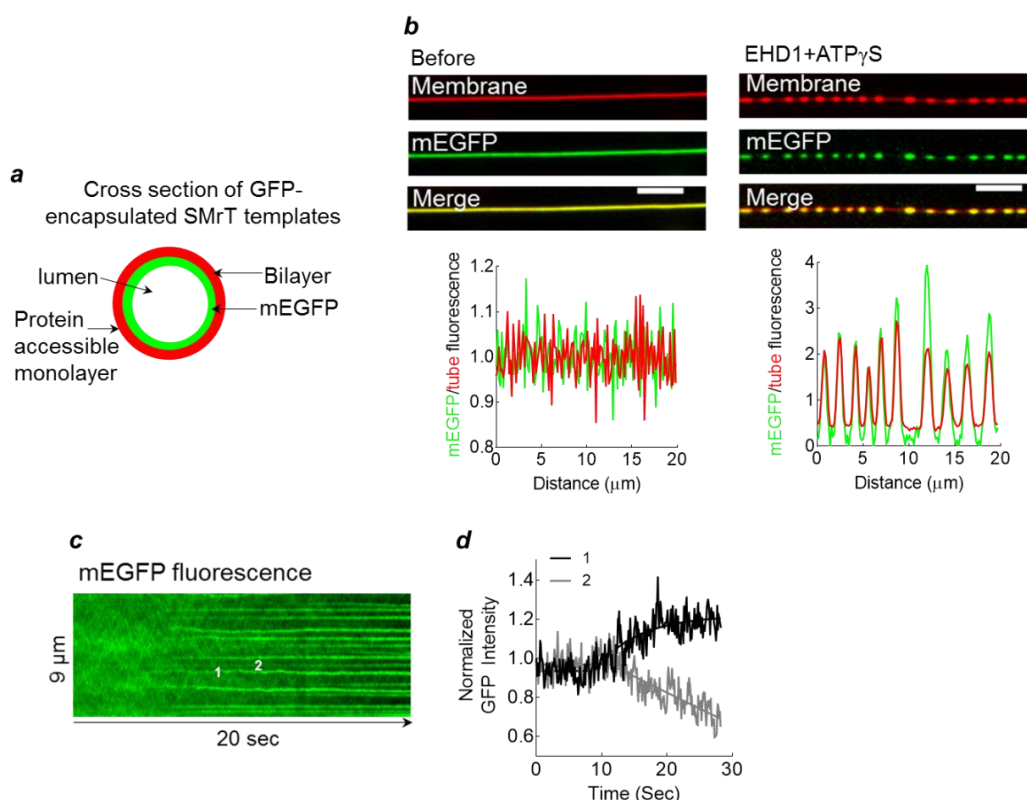 a
Cross section of GFP-
encapsulated SMrT templates
lumen
Bilayer
mEGFP
Protein
accessible
monolayer
b
Before
Membrane
mEGFP
Merge
EHD1+ATPγS
Membrane
mEGFP
Merge
mEGFP/tube fluorescence
1.2
1.1
1.0
0.9
0.8
0 5 10 15 20
Distance (μm)
mEGFP/tube fluorescence
4
3
2
1
0
0 5 10 15 20
Distance (μm)
c
mEGFP fluorescence
9 μm
1
2
20 sec
d
1
2
Normalized
GFP Intensity
1.4
1.2
1.0
0.8
0.6
0 10 20 30
Time (Sec)